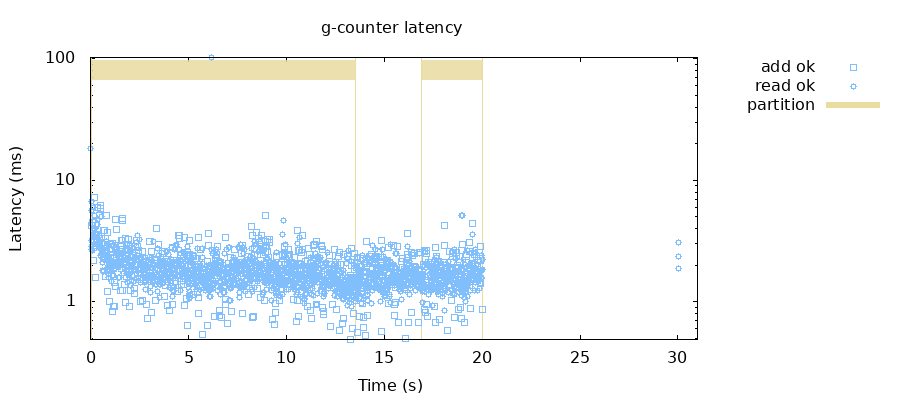 g-counter latency
add ok
read ok
partition
100
10
1
Latency (ms)
0 5 10 15 20 25 30
Time (s)